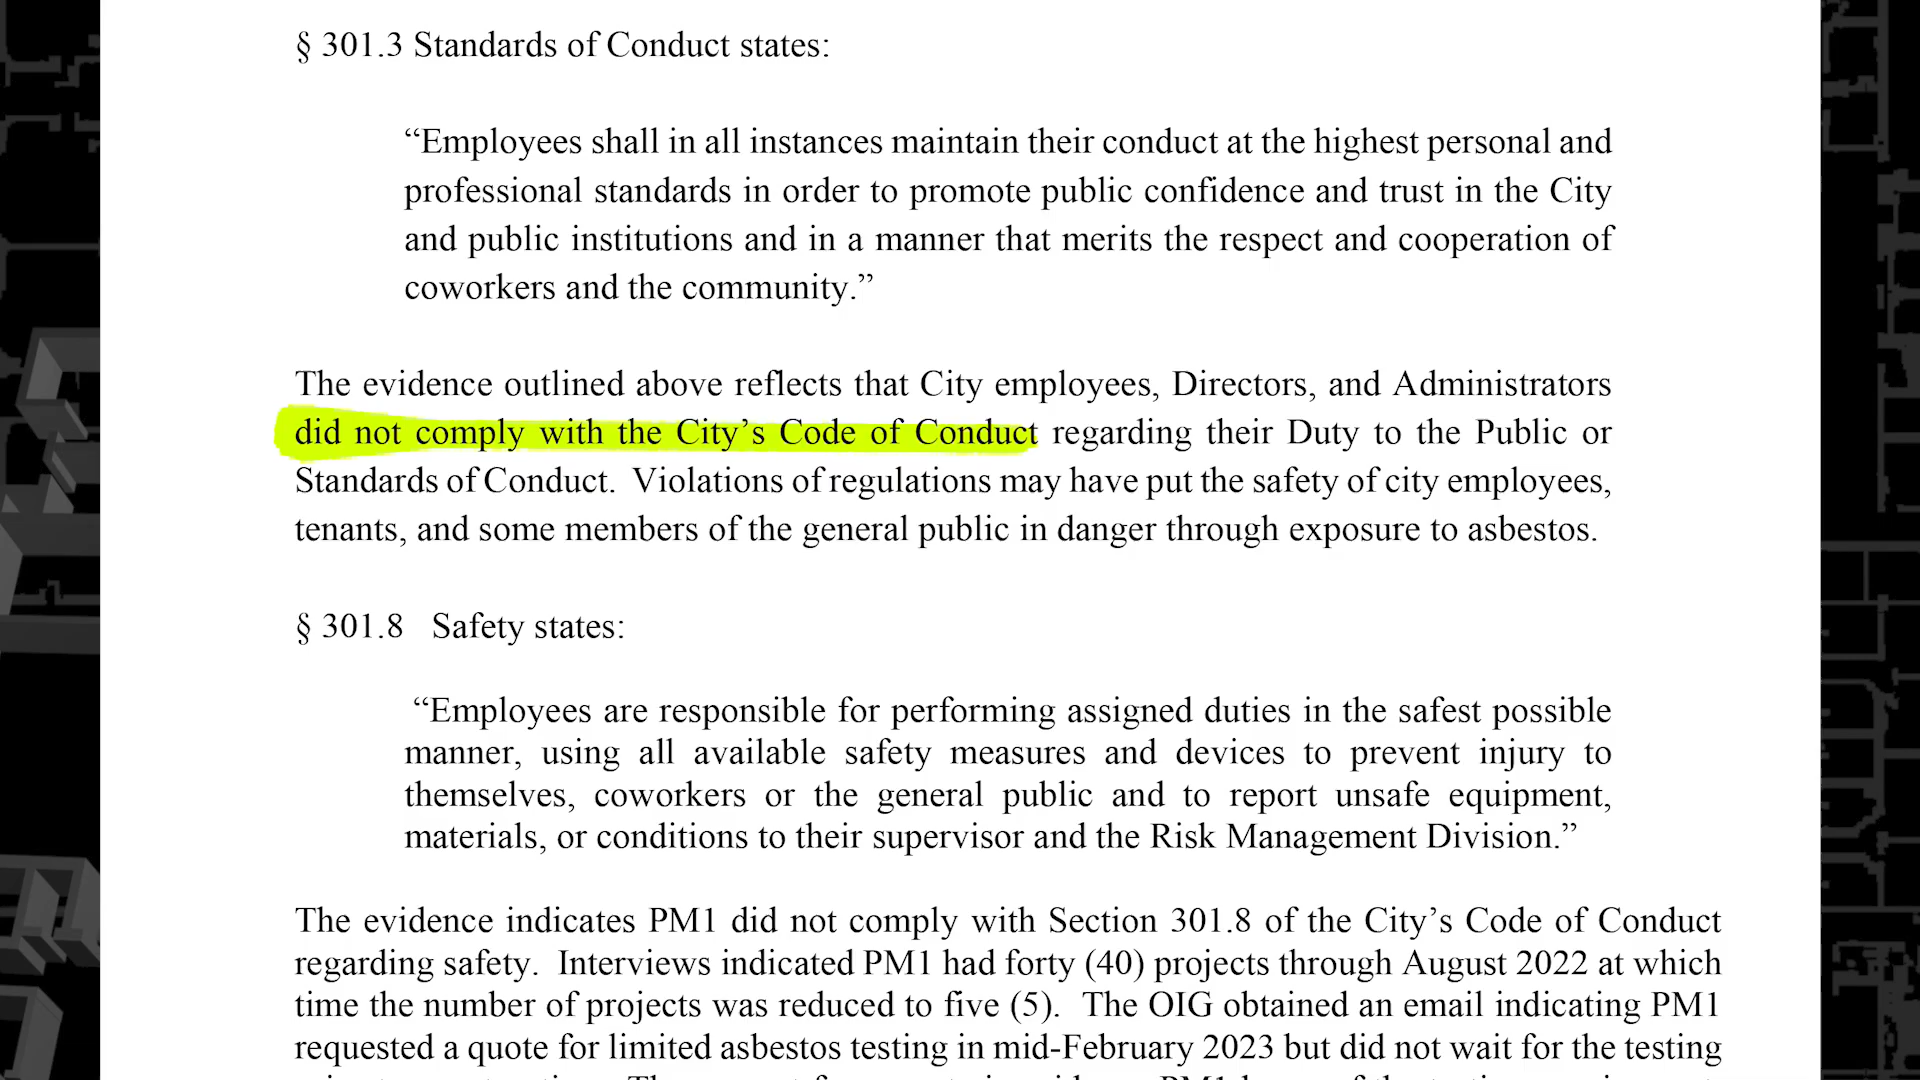 § 301.3 Standards of Conduct states:
“Employees shall in all instances maintain their conduct at the highest personal and
professional standards in order to promote public confidence and trust in the City
and public institutions and in a manner that merits the respect and cooperation of
coworkers and the community.”
The evidence outlined above reflects that City employees, Directors, and Administrators
did not comply with the City’s Code of Conduct regarding their Duty to the Public or
Standards of Conduct. Violations of regulations may have put the safety of city employees,
tenants, and some members of the general public in danger through exposure to asbestos.
§ 301.8 Safety states:
“Employees are responsible for performing assigned duties in the safest possible
manner, using all available safety measures and devices to prevent injury to
themselves, coworkers or the general public and to report unsafe equipment,
materials, or conditions to their supervisor and the Risk Management Division.”
The evidence indicates PM1 did not comply with Section 301.8 of the City’s Code of Conduct
regarding safety. Interviews indicated PM1 had forty (40) projects through August 2022 at which
time the number of projects was reduced to five (5). The OIG obtained an email indicating PM1
requested a quote for limited asbestos testing in mid-February 2023 but did not wait for the testing